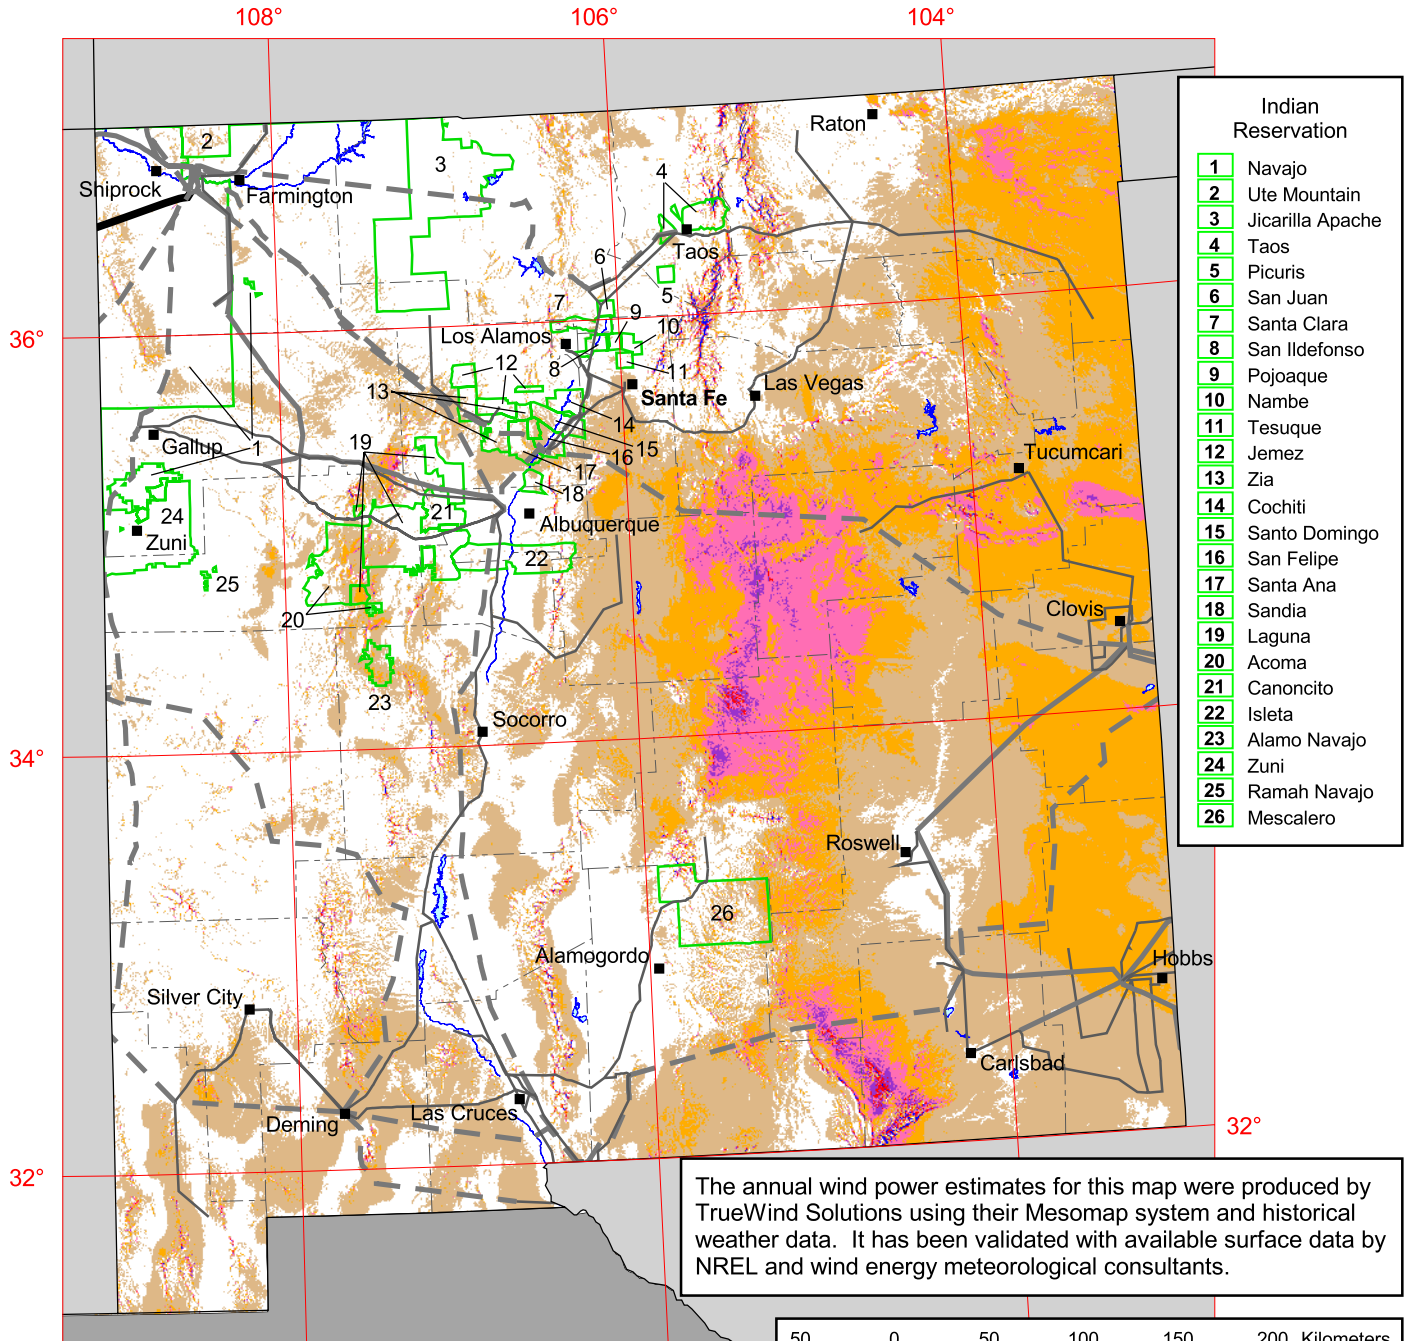 108°
106°
104°
Raton
2
3
Shiprock
Farmington
4
Taos
6
5
7
9
10
36°
Los Alamos
8
11
12
13
Santa Fe
Las Vegas
14
15
16
17
18
Gallup
1
19
Tucumcari
24
21
Albuquerque
Zuni
22
25
20
Clovis
23
Socorro
34°
Roswell
26
Alamogordo
Hobbs
Silver City
Carlsbad
Deming
Las Cruces
32°
32°
Indian
Reservation
1 Navajo
2 Ute Mountain
3 Jicarilla Apache
4 Taos
5 Picuris
6 San Juan
7 Santa Clara
8 San Ildefonso
9 Pojoaque
10 Nambe
11 Tesuque
12 Jemez
13 Zia
14 Cochiti
15 Santo Domingo
16 San Felipe
17 Santa Ana
18 Sandia
19 Laguna
20 Acoma
21 Canoncito
22 Isleta
23 Alamo Navajo
24 Zuni
25 Ramah Navajo
26 Mescalero
The annual wind power estimates for this map were produced by
TrueWind Solutions using their Mesomap system and historical
weather data. It has been validated with available surface data by
NREL and wind energy meteorological consultants.
50 0 50 100 150 200 Kilometers